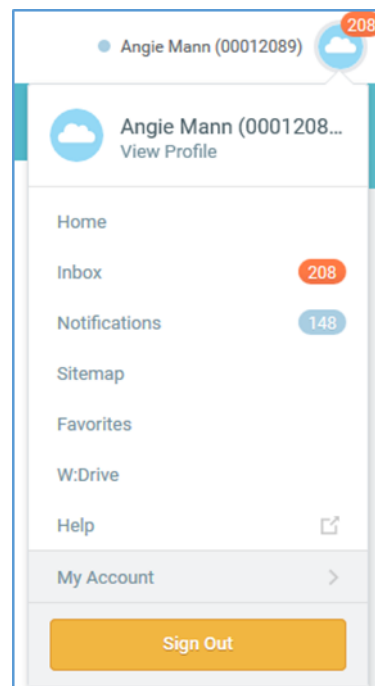 208
Angie Mann (00012089)
Angie Mann (0001208...
View Profile
Home
Inbox 208
Notifications 148
Sitemap
Favorites
W:Drive
Help
My Account
Sign Out